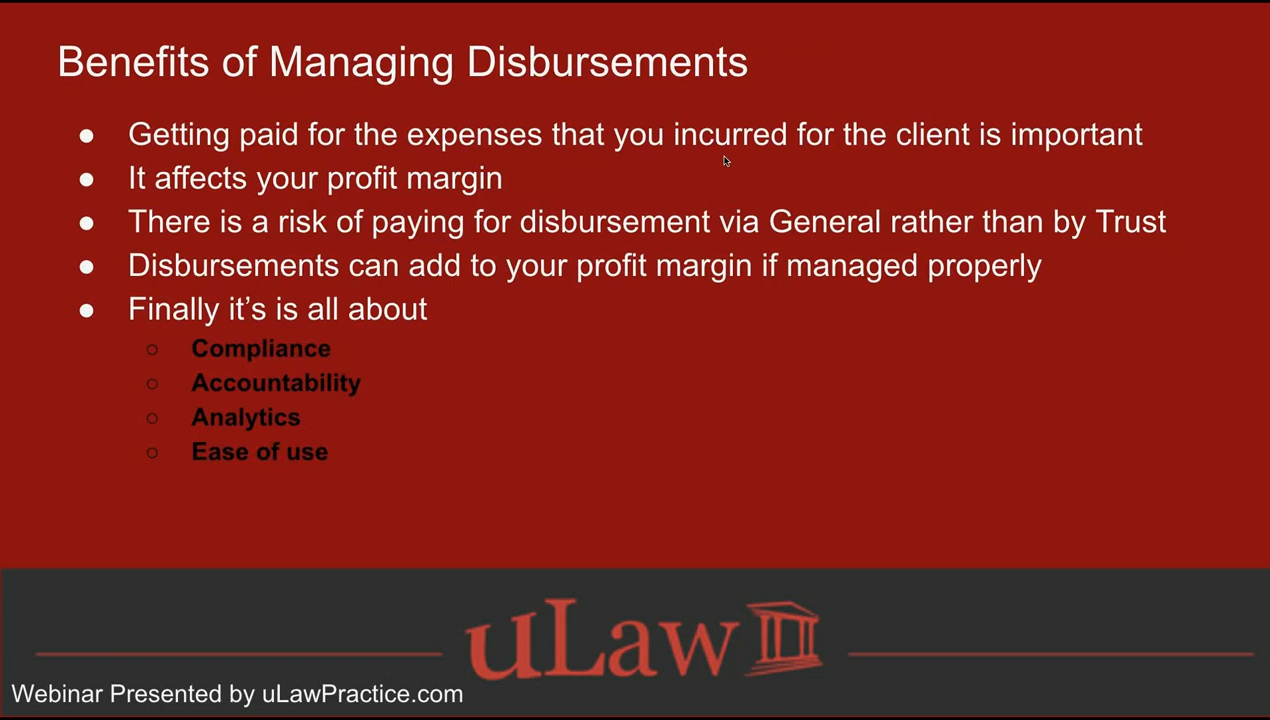 Benefits of Managing Disbursements
● Getting paid for the expenses that you incurred for the client is important
● It affects your profit margin
● There is a risk of paying for disbursement via General rather than by Trust
● Disbursements can add to your profit margin if managed properly
● Finally it’s is all about
○ Compliance
○ Accountability
○ Analytics
○ Ease of use
uLaw
Webinar Presented by uLawPractice.com